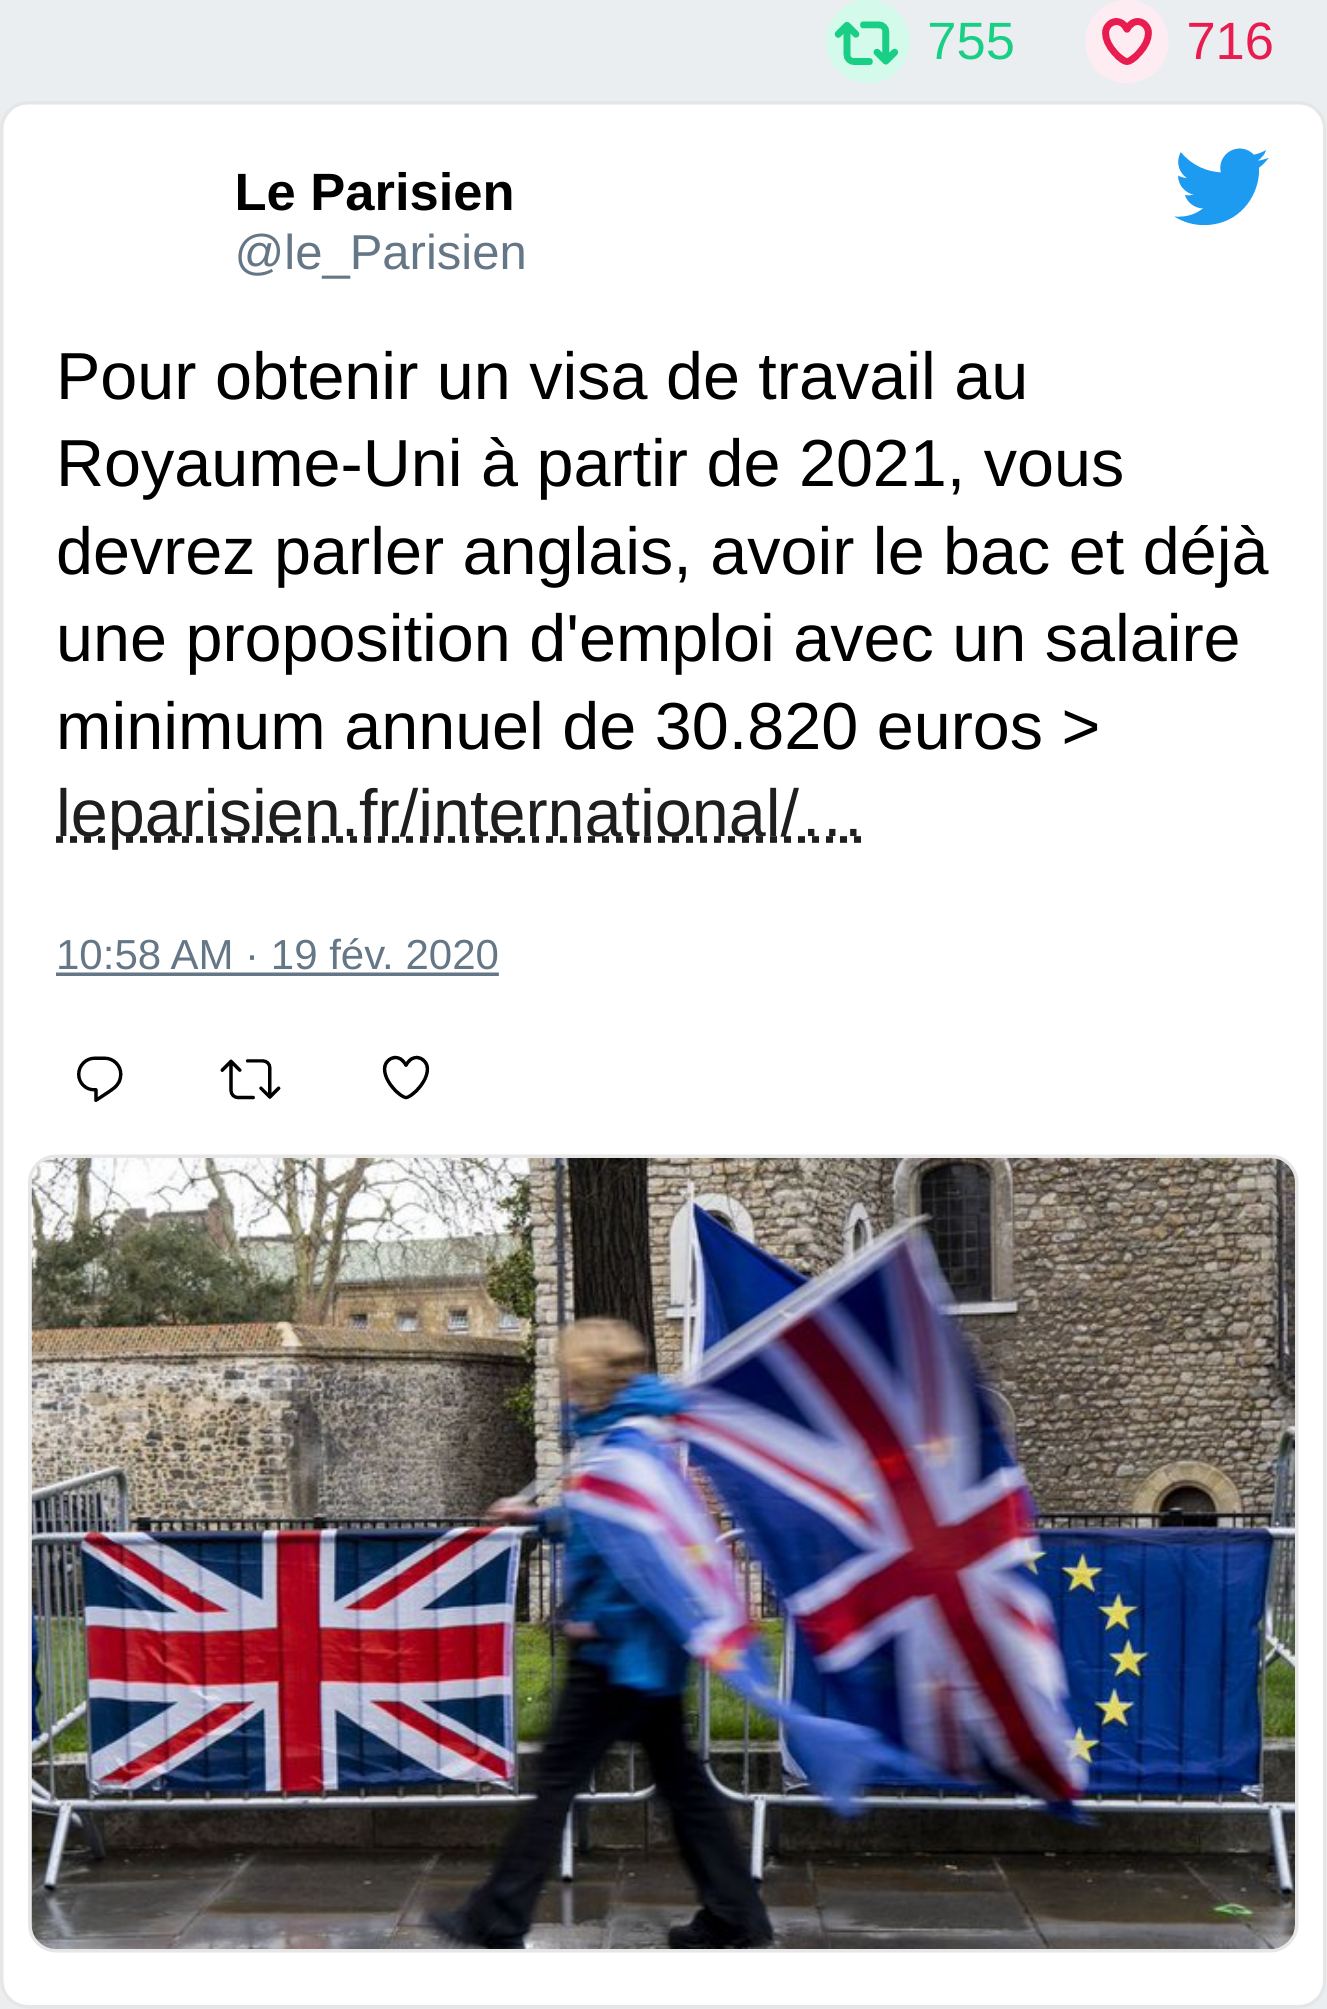 755 716
Le Parisien
@le_Parisien
Pour obtenir un visa de travail au
Royaume-Uni à partir de 2021, vous
devrez parler anglais, avoir le bac et déjà
une proposition d'emploi avec un salaire
minimum annuel de 30.820 euros >
leparisien.fr/international/…
10:58 AM · 19 fév. 2020